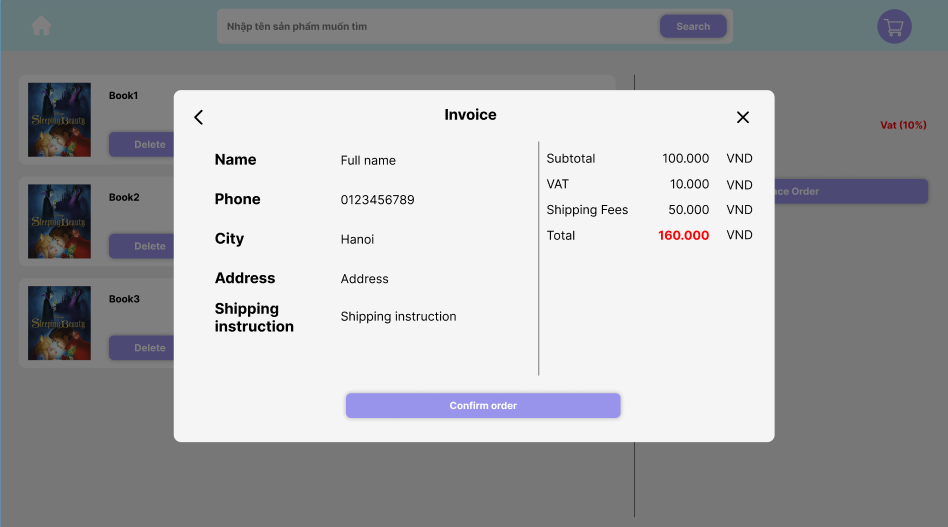 Nhập tên sản phẩm muốn tìm
Search
Book1
Sleeping Beauty
Delete
Book2
Sleeping Beauty
Delete
Book3
Sleeping Beauty
Delete
Vat (10%)
ce Order
Invoice
Name
Full name
Phone
0123456789
City
Hanoi
Address
Address
Shipping
instruction
Shipping instruction
Subtotal 100.000 VND
VAT 10.000 VND
Shipping Fees 50.000 VND
Total 160.000 VND
Confirm order